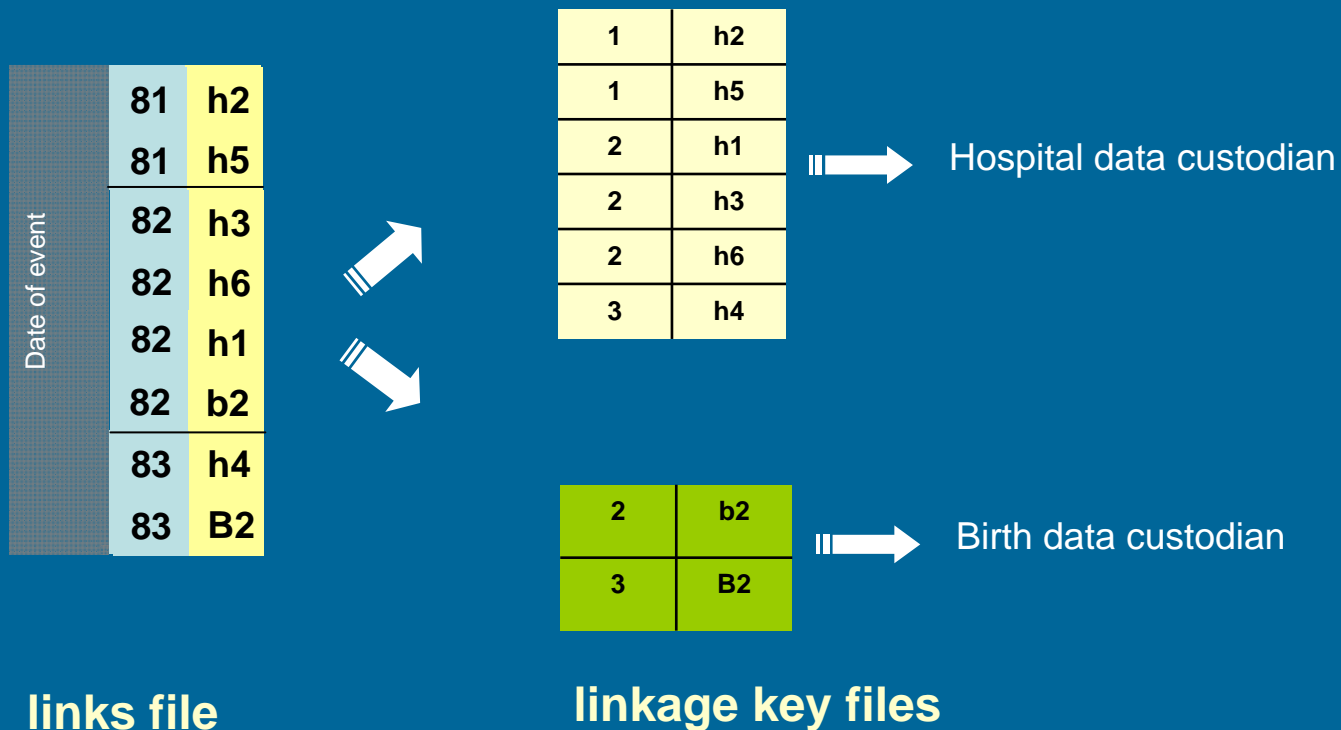 Date of event
81 h2
81 h5
82 h3
82 h6
82 h1
82 b2
83 h4
83 B2
links file
1 h2
1 h5
2 h1
2 h3
2 h6
3 h4
Hospital data custodian
2 b2
3 B2
Birth data custodian
linkage key files